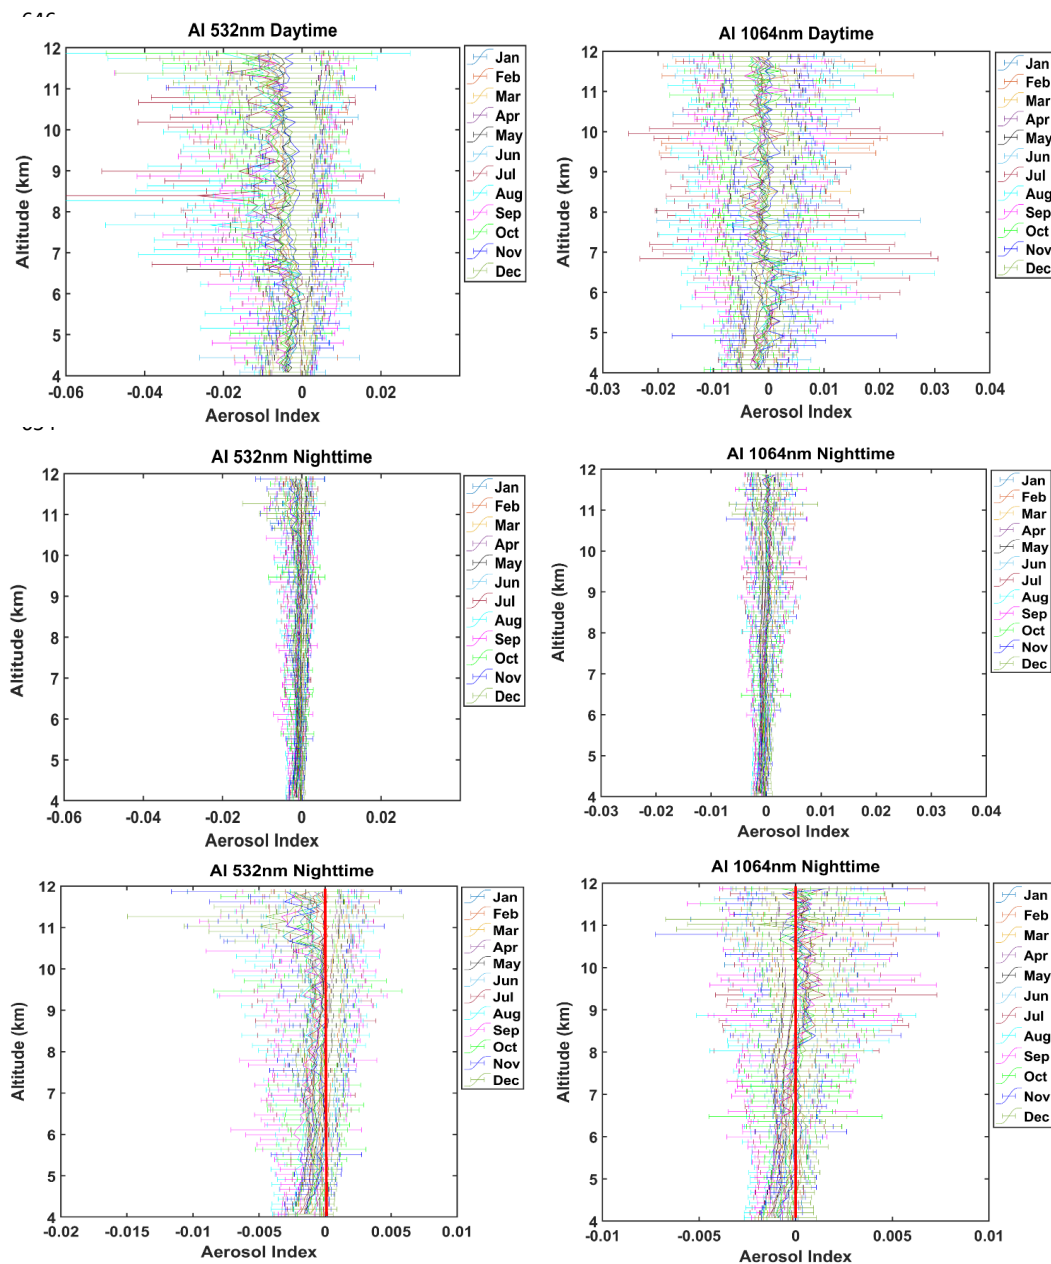 AI 532nm Daytime
12
11
10
9
8
7
6
5
4
Altitude (km)
-0.06
-0.04
-0.02
0
0.02
Aerosol Index
Jan
Feb
Mar
Apr
May
Jun
Jul
Aug
Sep
Oct
Nov
Dec
AI 1064nm Daytime
12
11
10
9
8
7
6
5
4
Altitude (km)
-0.03
-0.02
-0.01
0
0.01
0.02
0.03
0.04
Aerosol Index
Jan
Feb
Mar
Apr
May
Jun
Jul
Aug
Sep
Oct
Nov
Dec
AI 532nm Nighttime
12
11
10
9
8
7
6
5
4
Altitude (km)
-0.06
-0.04
-0.02
0
0.02
Aerosol Index
Jan
Feb
Mar
Apr
May
Jun
Jul
Aug
Sep
Oct
Nov
Dec
AI 1064nm Nighttime
12
11
10
9
8
7
6
5
4
Altitude (km)
-0.03
-0.02
-0.01
0
0.01
0.02
0.03
0.04
Aerosol Index
Jan
Feb
Mar
Apr
May
Jun
Jul
Aug
Sep
Oct
Nov
Dec
AI 532nm Nighttime
12
11
10
9
8
7
6
5
4
Altitude (km)
-0.02
-0.015
-0.01
-0.005
0
0.005
0.01
Aerosol Index
Jan
Feb
Mar
Apr
May
Jun
Jul
Aug
Sep
Oct
Nov
Dec
AI 1064nm Nighttime
12
11
10
9
8
7
6
5
4
Altitude (km)
-0.01
-0.005
0
0.005
0.01
Aerosol Index
Jan
Feb
Mar
Apr
May
Jun
Jul
Aug
Sep
Oct
Nov
Dec